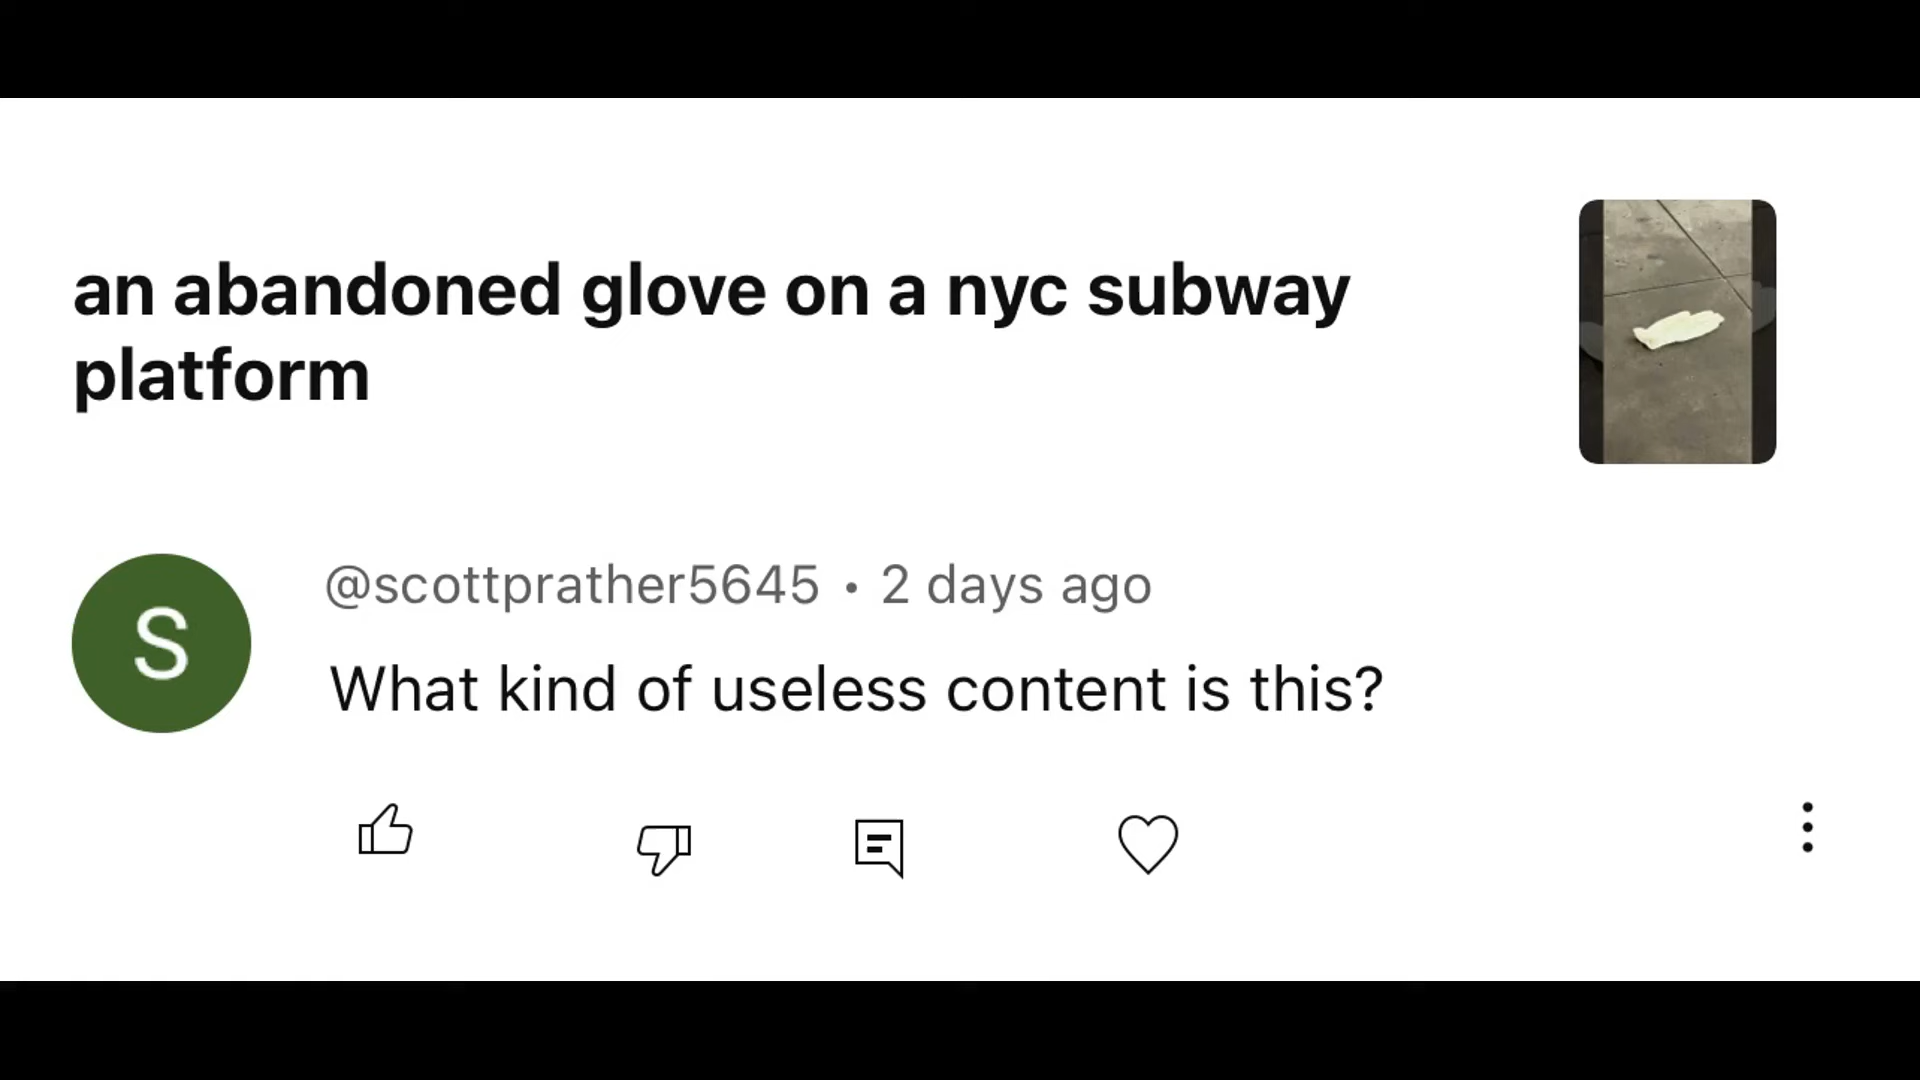 an abandoned glove on a nyc subway
platform
@scottprather5645 • 2 days ago
S
What kind of useless content is this?